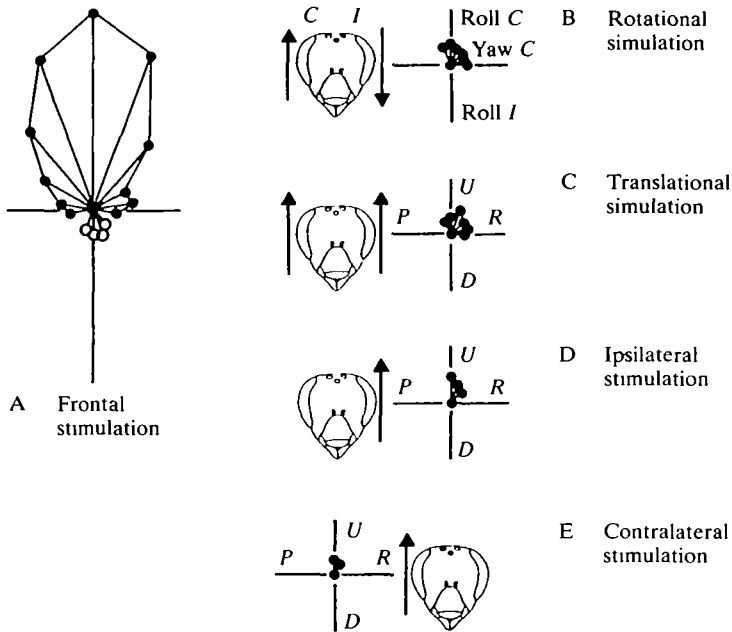 C I
Roll C
Yaw C
Roll I
B Rotational
simulation
U
P R
D
C Translational
simulation
A Frontal
stimulation
U
P R
D
D Ipsilateral
stimulation
U
P R
D
E Contralateral
stimulation